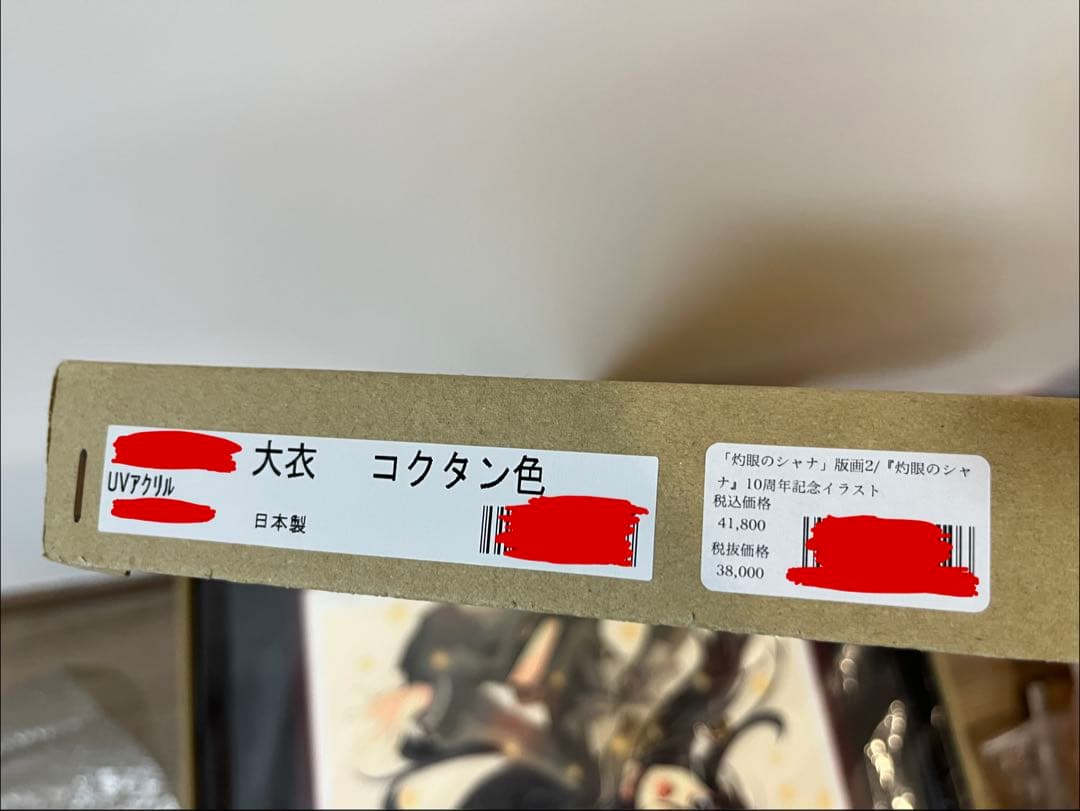 大衣 コクタン色
UVアクリル
日本製
「灼眼のシャナ」版画2/『灼眼のシャ
ナ』10周年記念イラスト
税込価格
41,800
税抜価格
38,000